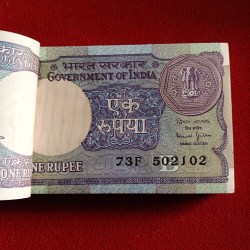 भारत सरकार
GOVERNMENT OF INDIA
एक
रुपया
73F 502102
ONE RUPEE